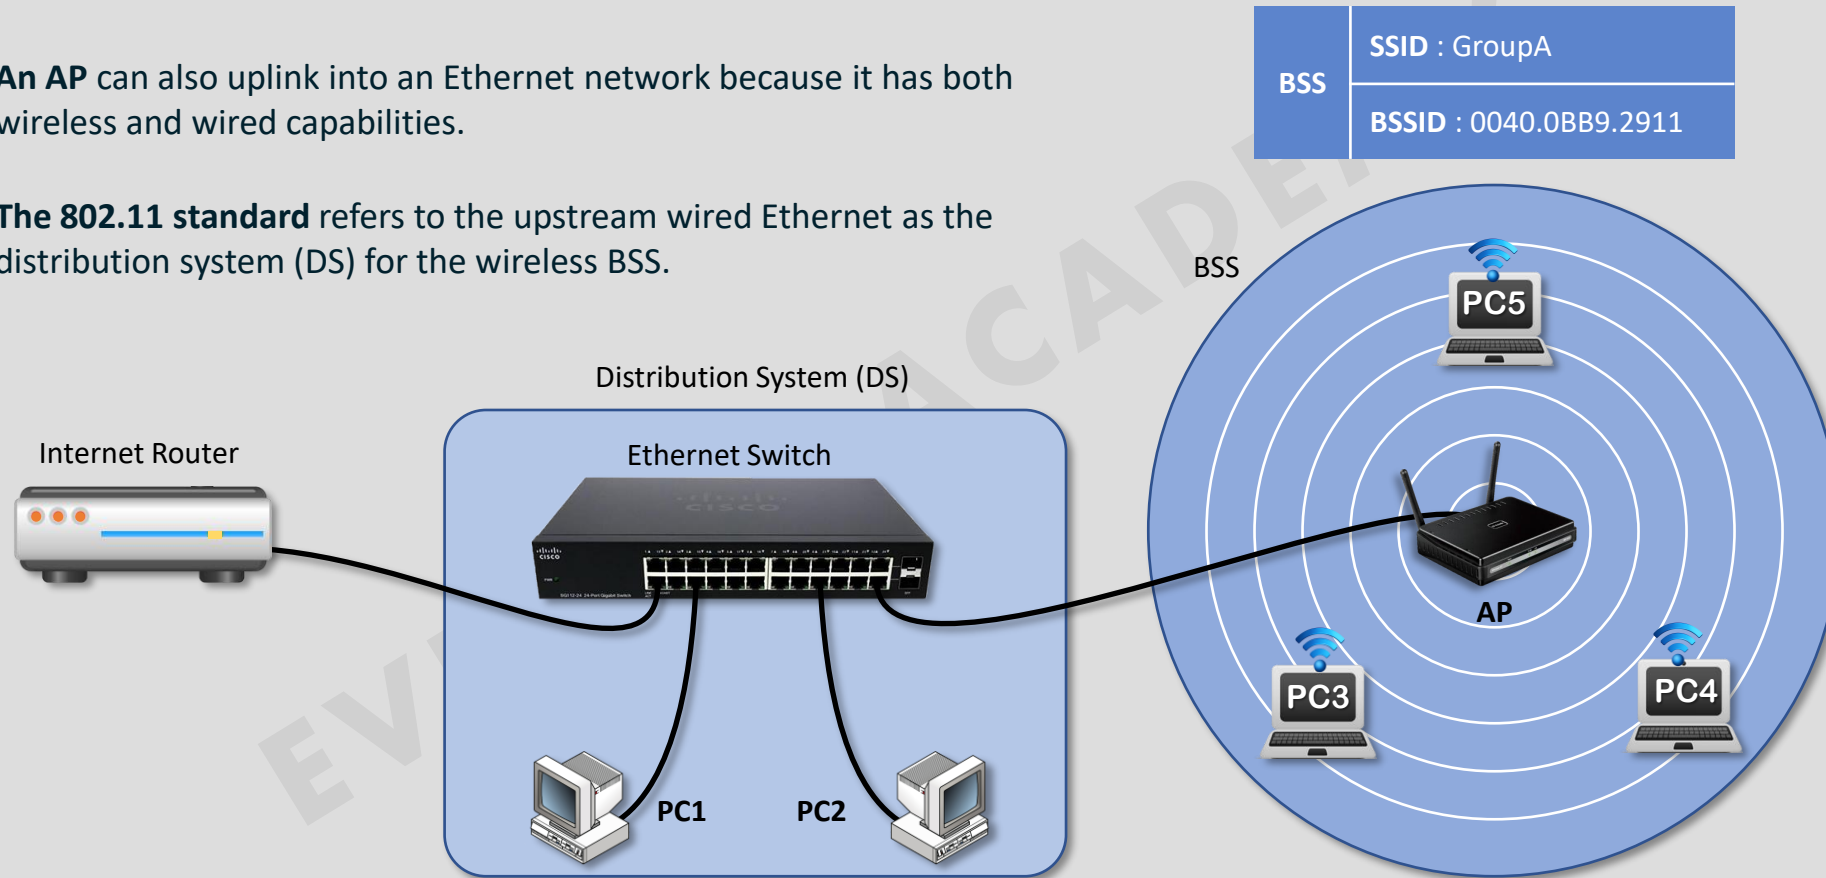 An AP can also uplink into an Ethernet network because it has both
wireless and wired capabilities.
The 802.11 standard refers to the upstream wired Ethernet as the
distribution system (DS) for the wireless BSS.
BSS
SSID : GroupA
BSSID : 0040.0BB9.2911
BSS
PC5
Distribution System (DS)
Internet Router
Ethernet Switch
CISCO
CISCO
AP
PC3
PC4
PC1
PC2
ACADE